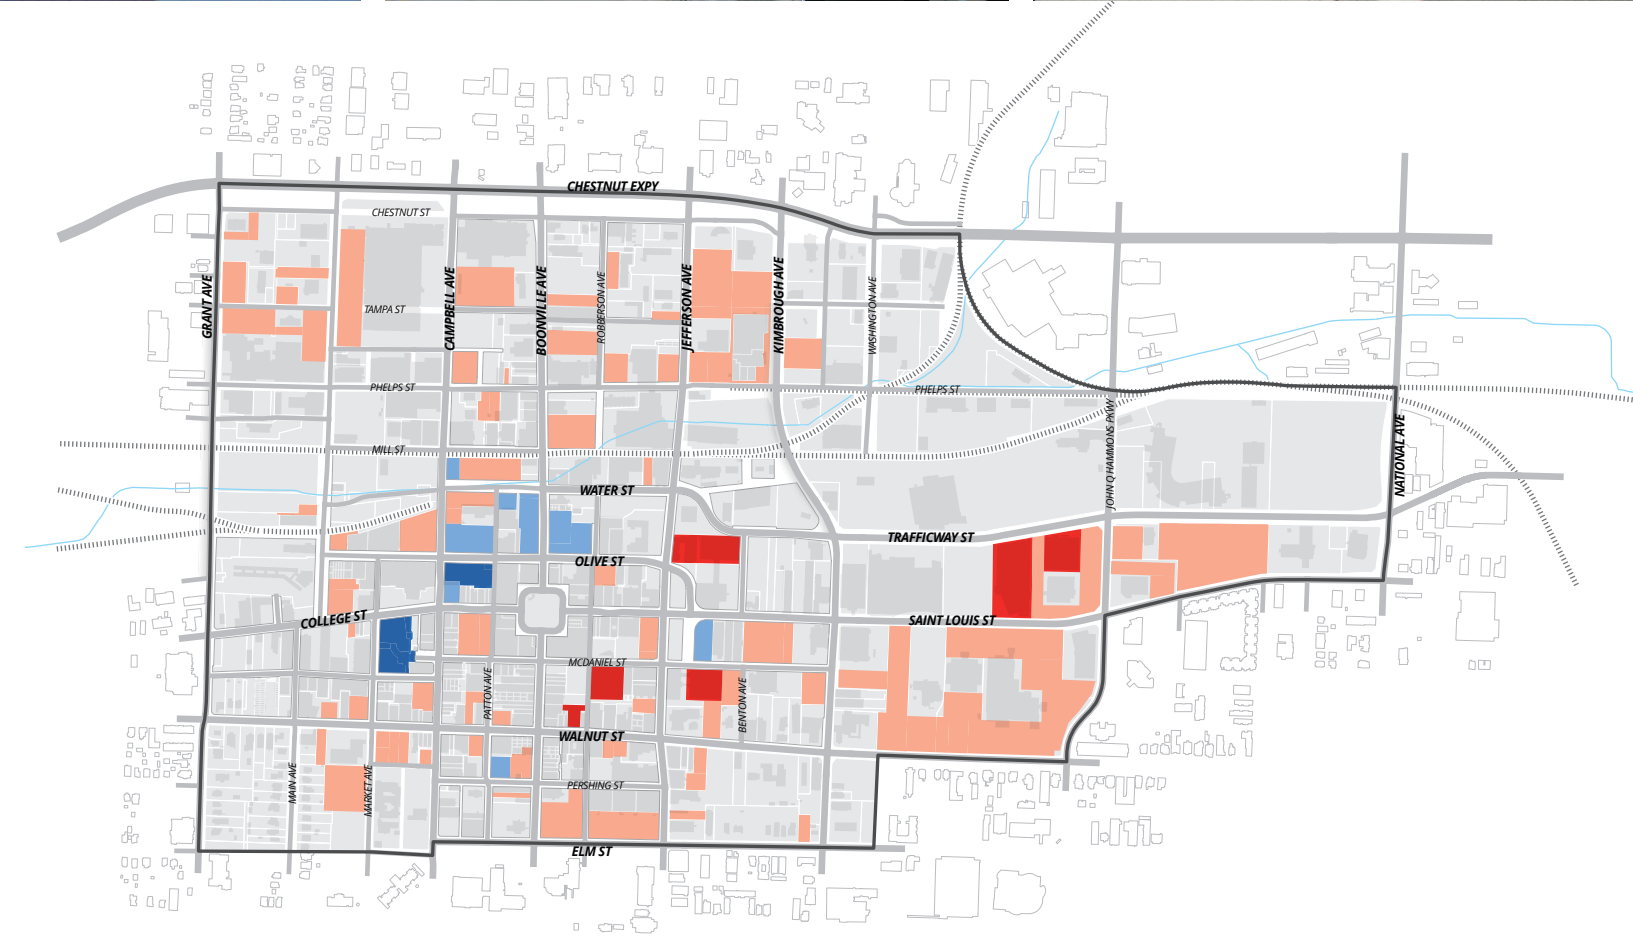 CHESTNUT EXPY
CHESTNUT ST
GRANT AVE
CAMPBELL AVE
BOONVILLE AVE
ROBBERSON AVE
JEFFERSON AVE
KIMBROUGH AVE
WASHINGTON AVE
TAMPA ST
PHELPS ST
PHELPS ST
JOHN Q HAMMONS PKWY
NATIONAL AVE
MILL ST
WATER ST
TRAFFICWAY ST
OLIVE ST
COLLEGE ST
SAINT LOUIS ST
MCDANIEL ST
PATTON AVE
BENTON AVE
WALNUT ST
MAIN AVE
MARKET AVE
PERSHING ST
ELM ST